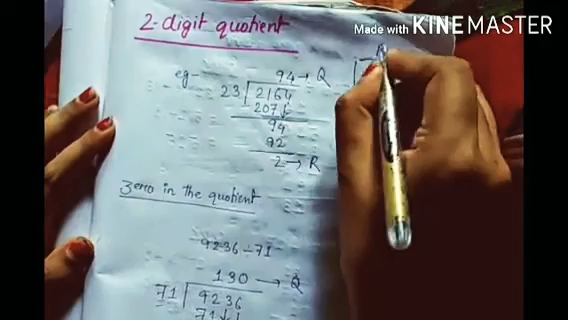 Made with KINEMASTER
2-digit quotient
eg- 94 → Q
23 2164
207↓
94
92
2 → R
Zero in the quotient
9236 ÷ 71
130 → Q
71 9236
71↓↓